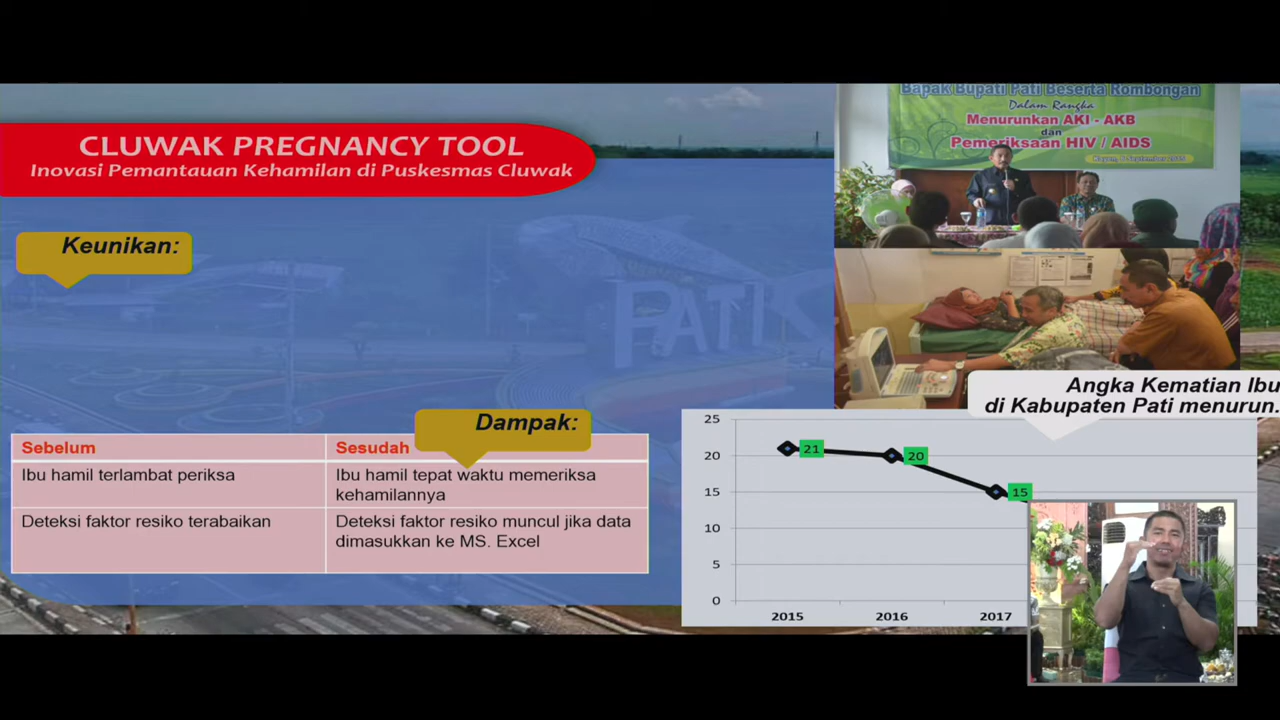 CLUWAK PREGNANCY TOOL
Inovasi Pemantauan Kehamilan di Puskesmas Cluwak
Keunikan:
Bapak Bupati Pati Beserta Rombongan
Dalam Rangka
Menurunkan AKI - AKB
dan
Pemeriksaan HIV / AIDS
PATI
Dampak:
Sebelum
Sesudah
Ibu hamil terlambat periksa
Ibu hamil tepat waktu memeriksa
kehamilannya
Deteksi faktor resiko terabaikan
Deteksi faktor resiko muncul jika data
dimasukkan ke MS. Excel
Angka Kematian Ibu
di Kabupaten Pati menurun.
25
20
15
10
5
0
21
20
15
2015
2016
2017